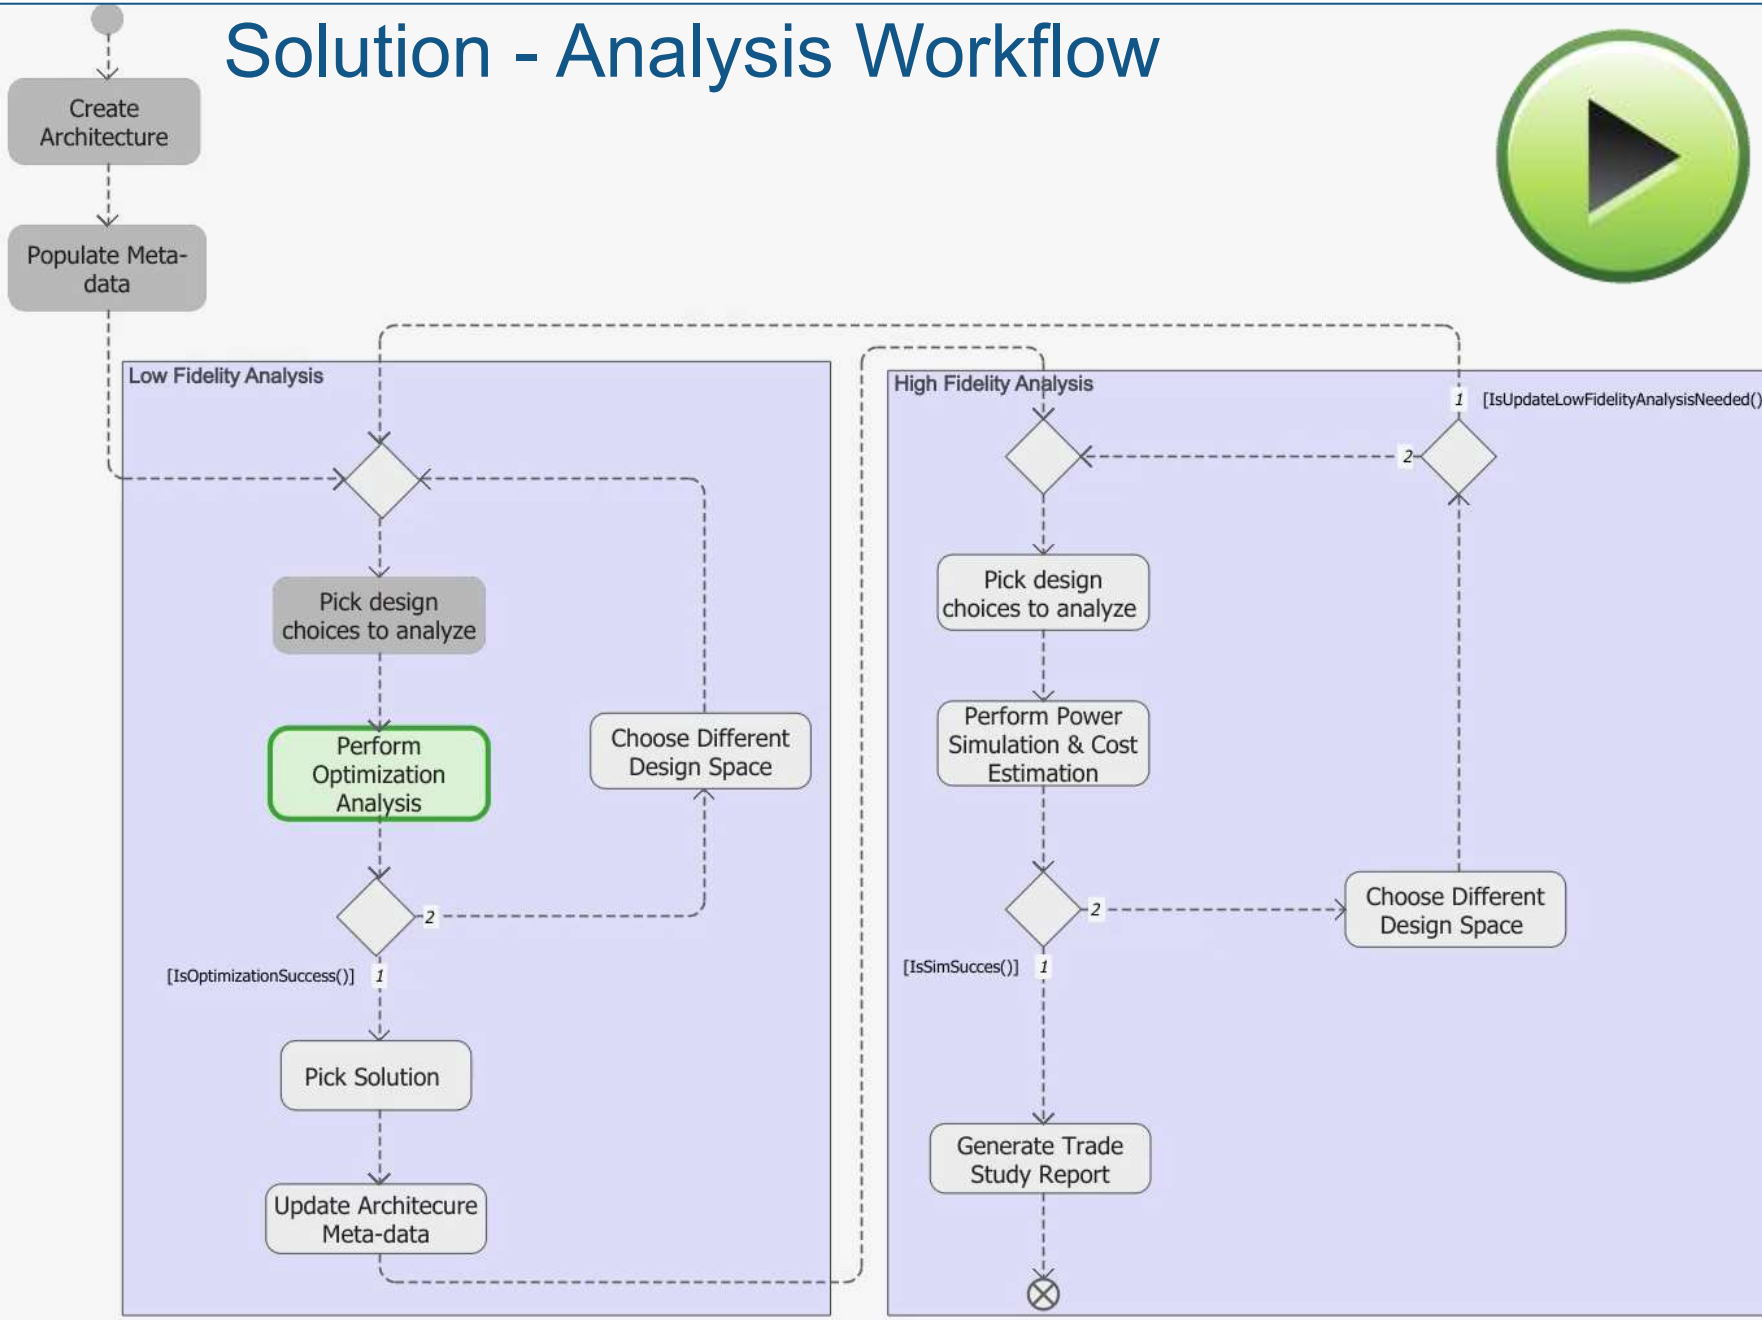 Solution - Analysis Workflow
Create
Architecture
Populate Meta-
data
Low Fidelity Analysis
Pick design
choices to analyze
Perform
Optimization
Analysis
Choose Different
Design Space
2
[IsOptimizationSuccess()]
1
Pick Solution
Update Architecure
Meta-data
High Fidelity Analysis
1
[IsUpdateLowFidelityAnalysisNeeded()
2
Pick design
choices to analyze
Perform Power
Simulation & Cost
Estimation
2
Choose Different
Design Space
[IsSimSucces()]
1
Generate Trade
Study Report